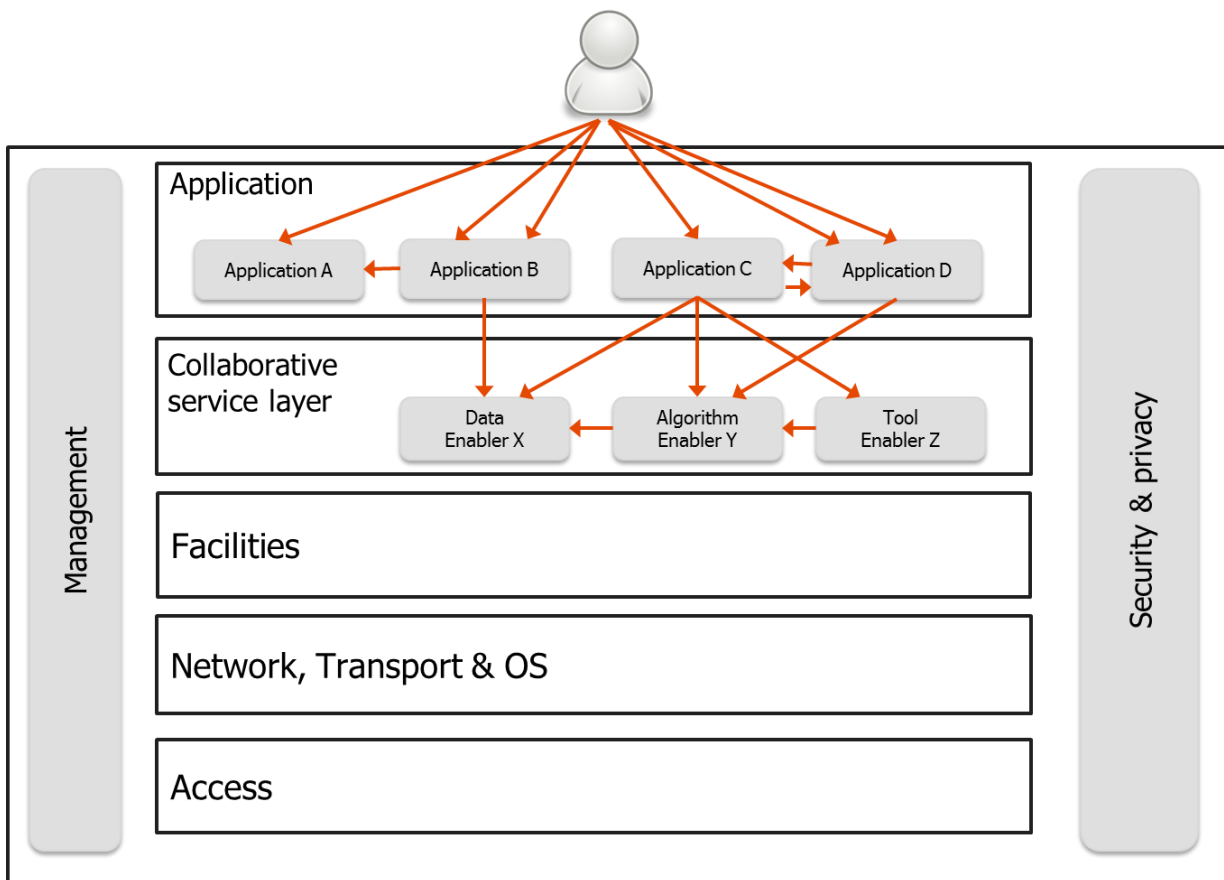 Application
Application A
Application B
Application C
Application D
Collaborative
service layer
Data
Enabler X
Algorithm
Enabler Y
Tool
Enabler Z
Facilities
Network, Transport & OS
Access
Management
Security & privacy